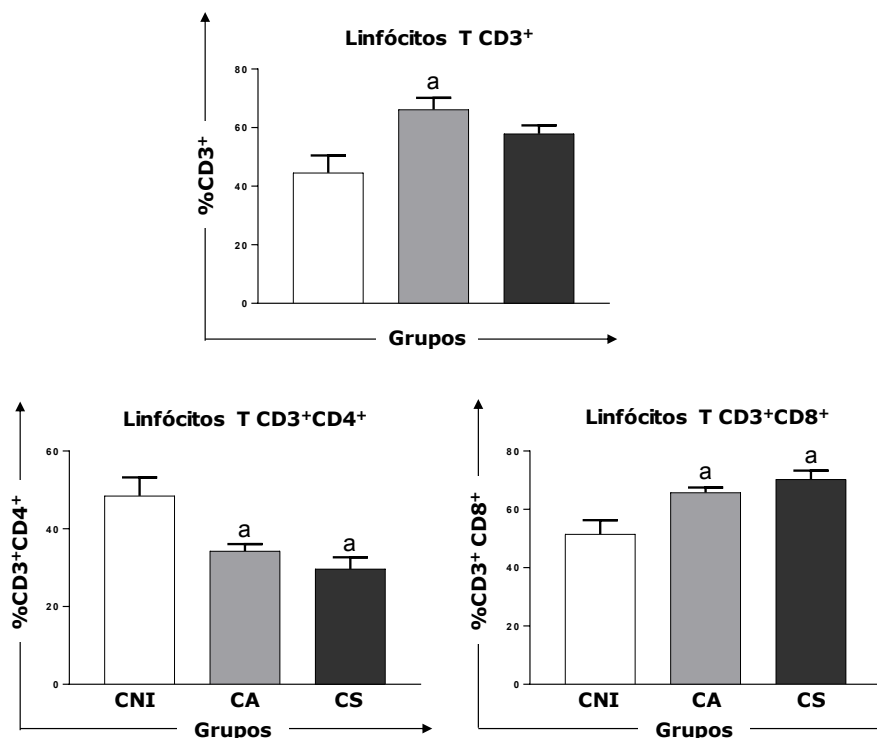 Linfócitos T CD3⁺
%CD3⁺
80
60
40
20
0
a
Grupos
Linfócitos T CD3⁺CD4⁺
%CD3⁺CD4⁺
60
40
20
0
a
a
CNI CA CS
Grupos
Linfócitos T CD3⁺CD8⁺
%CD3⁺ CD8⁺
80
60
40
20
0
a
a
CNI CA CS
Grupos